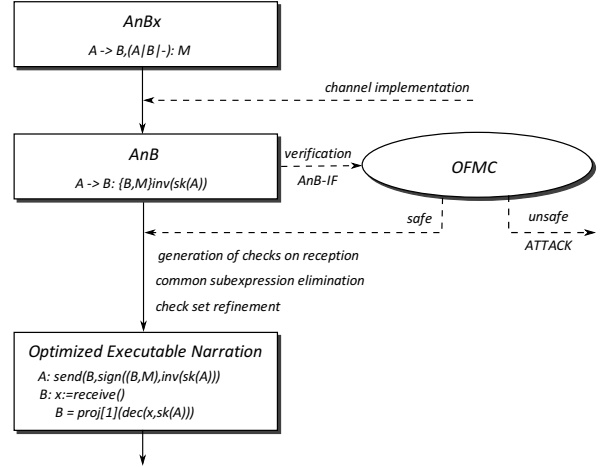 AnBx
A -> B,(A|B|-): M
channel implementation
AnB
A -> B: {B,M}inv(sk(A))
verification
AnB-IF
OFMC
safe
unsafe
ATTACK
generation of checks on reception
common subexpression elimination
check set refinement
Optimized Executable Narration
A: send(B,sign((B,M),inv(sk(A)))
B: x:=receive()
B = proj[1](dec(x,sk(A)))